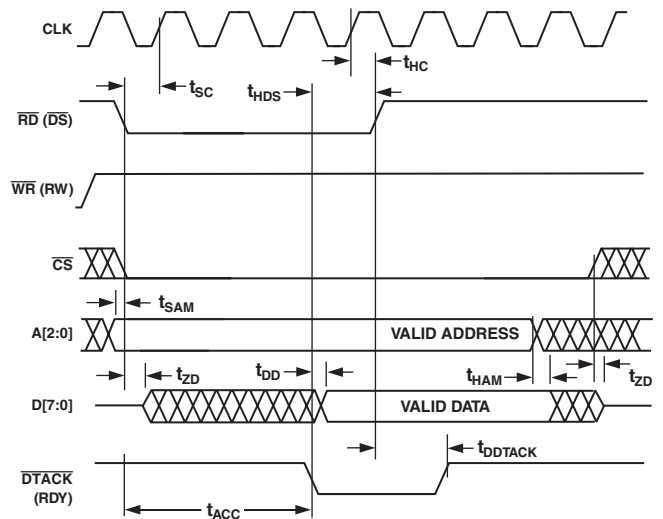 CLK
tSC
tHDS
tHC
RD (DS)
WR (RW)
CS
tSAM
A[2:0]
VALID ADDRESS
tZD
tDD
tHAM
tZD
D[7:0]
VALID DATA
DTACK
(RDY)
tDDTACK
tACC